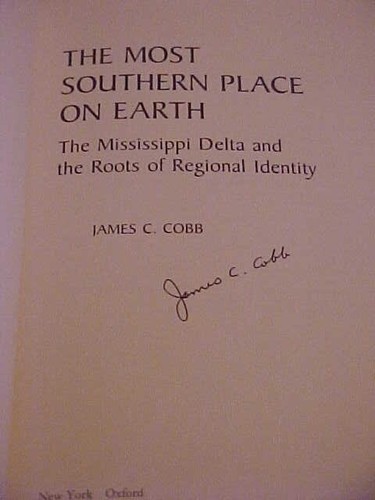 THE MOST
SOUTHERN PLACE
ON EARTH
The Mississippi Delta and
the Roots of Regional Identity
JAMES C. COBB
James C. Cobb
New York Oxford